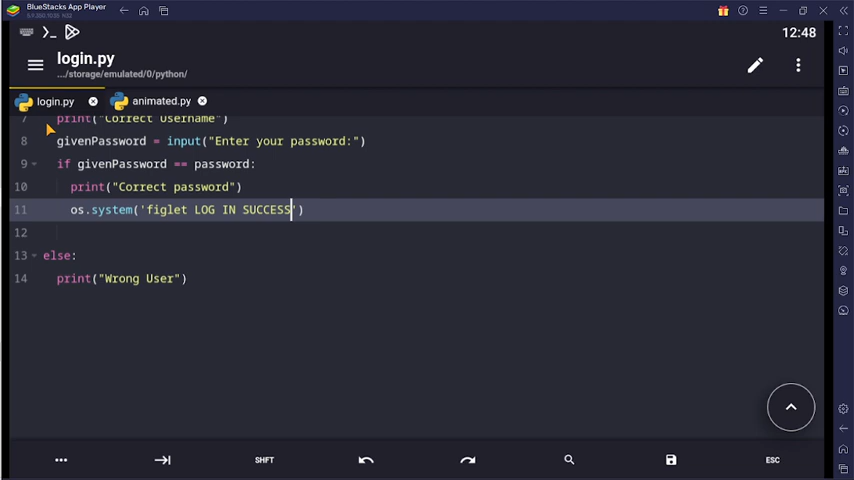 BlueStacks App Player
12:48
login.py
.../storage/emulated/0/python/
login.py
animated.py
7 print("Correct Username")
8 givenPassword = input("Enter your password:")
9 if givenPassword == password:
10 print("Correct password")
11 os.system('figlet LOG IN SUCCESS')
12
13 else:
14 print("Wrong User")
... SHFT ESC